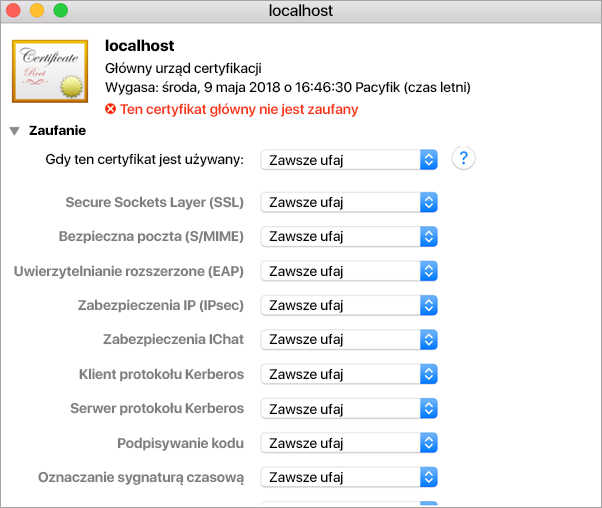 localhost
Certificate
Root
localhost
Główny urząd certyfikacji
Wygasa: środa, 9 maja 2018 o 16:46:30 Pacyfik (czas letni)
Ten certyfikat główny nie jest zaufany
Zaufanie
Gdy ten certyfikat jest używany: Zawsze ufaj ?
Secure Sockets Layer (SSL) Zawsze ufaj
Bezpieczna poczta (S/MIME) Zawsze ufaj
Uwierzytelnianie rozszerzone (EAP) Zawsze ufaj
Zabezpieczenia IP (IPsec) Zawsze ufaj
Zabezpieczenia IChat Zawsze ufaj
Klient protokołu Kerberos Zawsze ufaj
Serwer protokołu Kerberos Zawsze ufaj
Podpisywanie kodu Zawsze ufaj
Oznaczanie sygnaturą czasową Zawsze ufaj